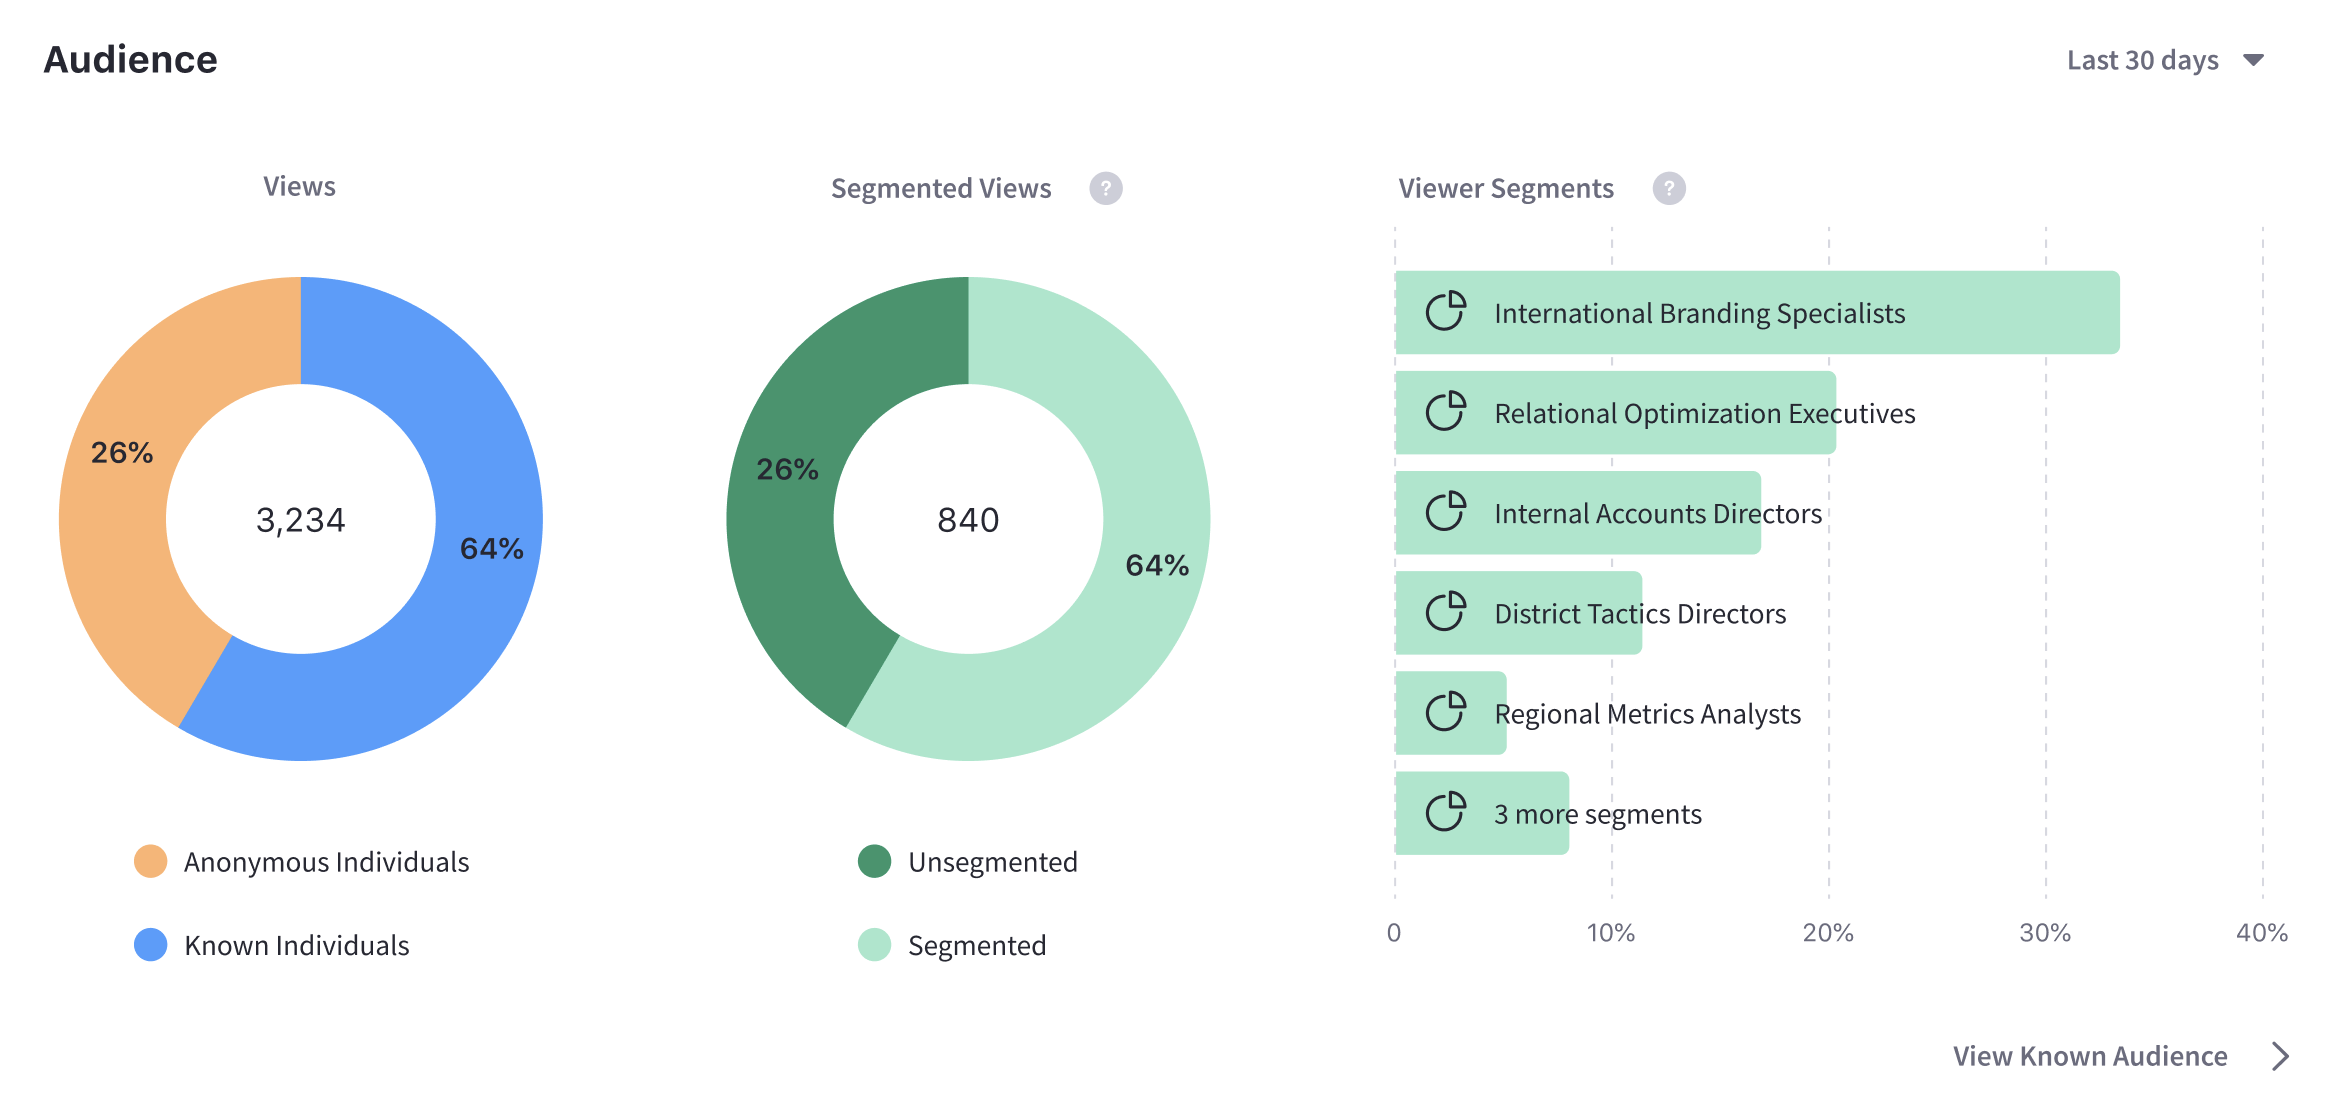 Audience
Last 30 days
Views
26%
3,234
64%
Anonymous Individuals
Known Individuals
Segmented Views ?
26%
840
64%
Unsegmented
Segmented
Viewer Segments ?
International Branding Specialists
Relational Optimization Executives
Internal Accounts Directors
District Tactics Directors
Regional Metrics Analysts
3 more segments
0 10% 20% 30% 40%
View Known Audience